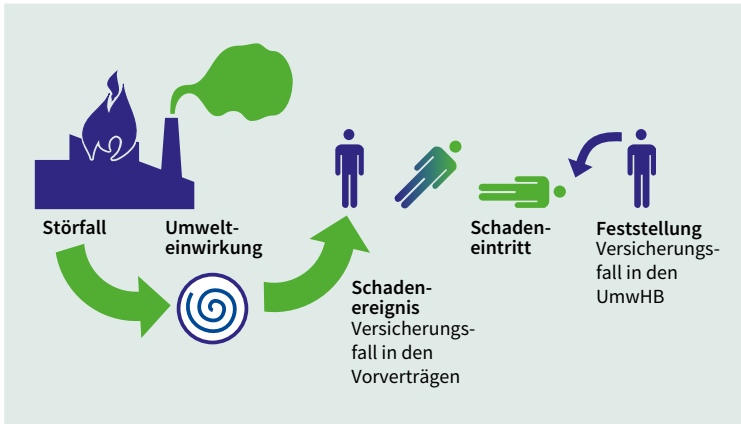 Störfall
Umwelt-
einwirkung
Schaden-
ereignis
Versicherungs-
fall in den
Vorverträgen
Schaden-
eintritt
Feststellung
Versicherungs-
fall in den
UmwHB